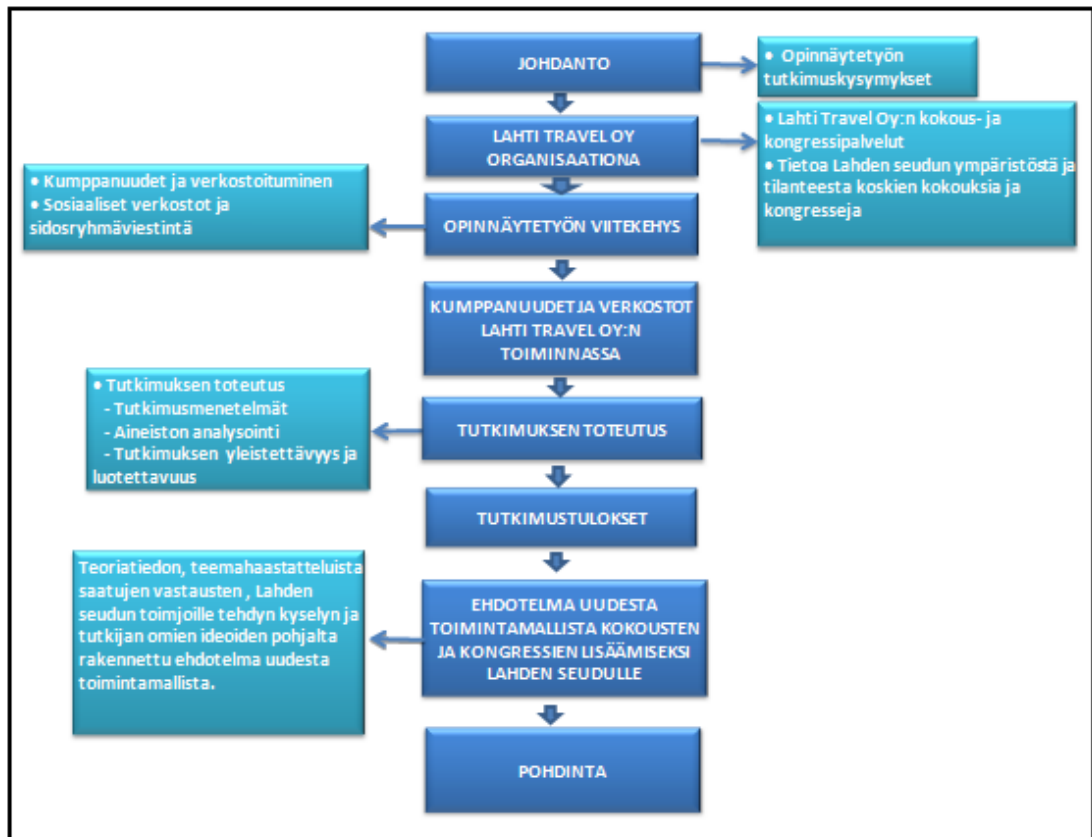 JOHDANTO
• Opinnäytetyön
tutkimuskysymykset
LAHTI TRAVEL OY
ORGANISAATIONA
• Lahti Travel Oy:n kokous- ja
kongressipalvelut
• Tietoa Lahden seudun ympäristöstä ja
tilanteesta koskien kokouksia ja
kongresseja
• Kumppanuudet ja verkostoituminen
• Sosiaaliset verkostot ja
sidosryhmäviestintä
OPINNÄYTETYÖN VIITEKEHYS
KUMPPANUUDET JA VERKOSTOT
LAHTI TRAVEL OY:N
TOIMINNASSA
• Tutkimuksen toteutus
- Tutkimusmenetelmät
- Aineiston analysointi
- Tutkimuksen yleistettävyys ja
luotettavuus
TUTKIMUKSEN TOTEUTUS
TUTKIMUSTULOKSET
Teoriatiedon, teemahaastatteluista
saatujen vastausten , Lahden
seudun toimjoille tehdyn kyselyn ja
tutkijan omien ideoiden pohjalta
rakennettu ehdotelma uudesta
toimintamallista.
EHDOTELMA UUDESTA
TOIMINTAMALLISTA KOKOUSTEN
JA KONGRESSIEN LISÄÄMISEKSI
LAHDEN SEUDULLE
POHDINTA